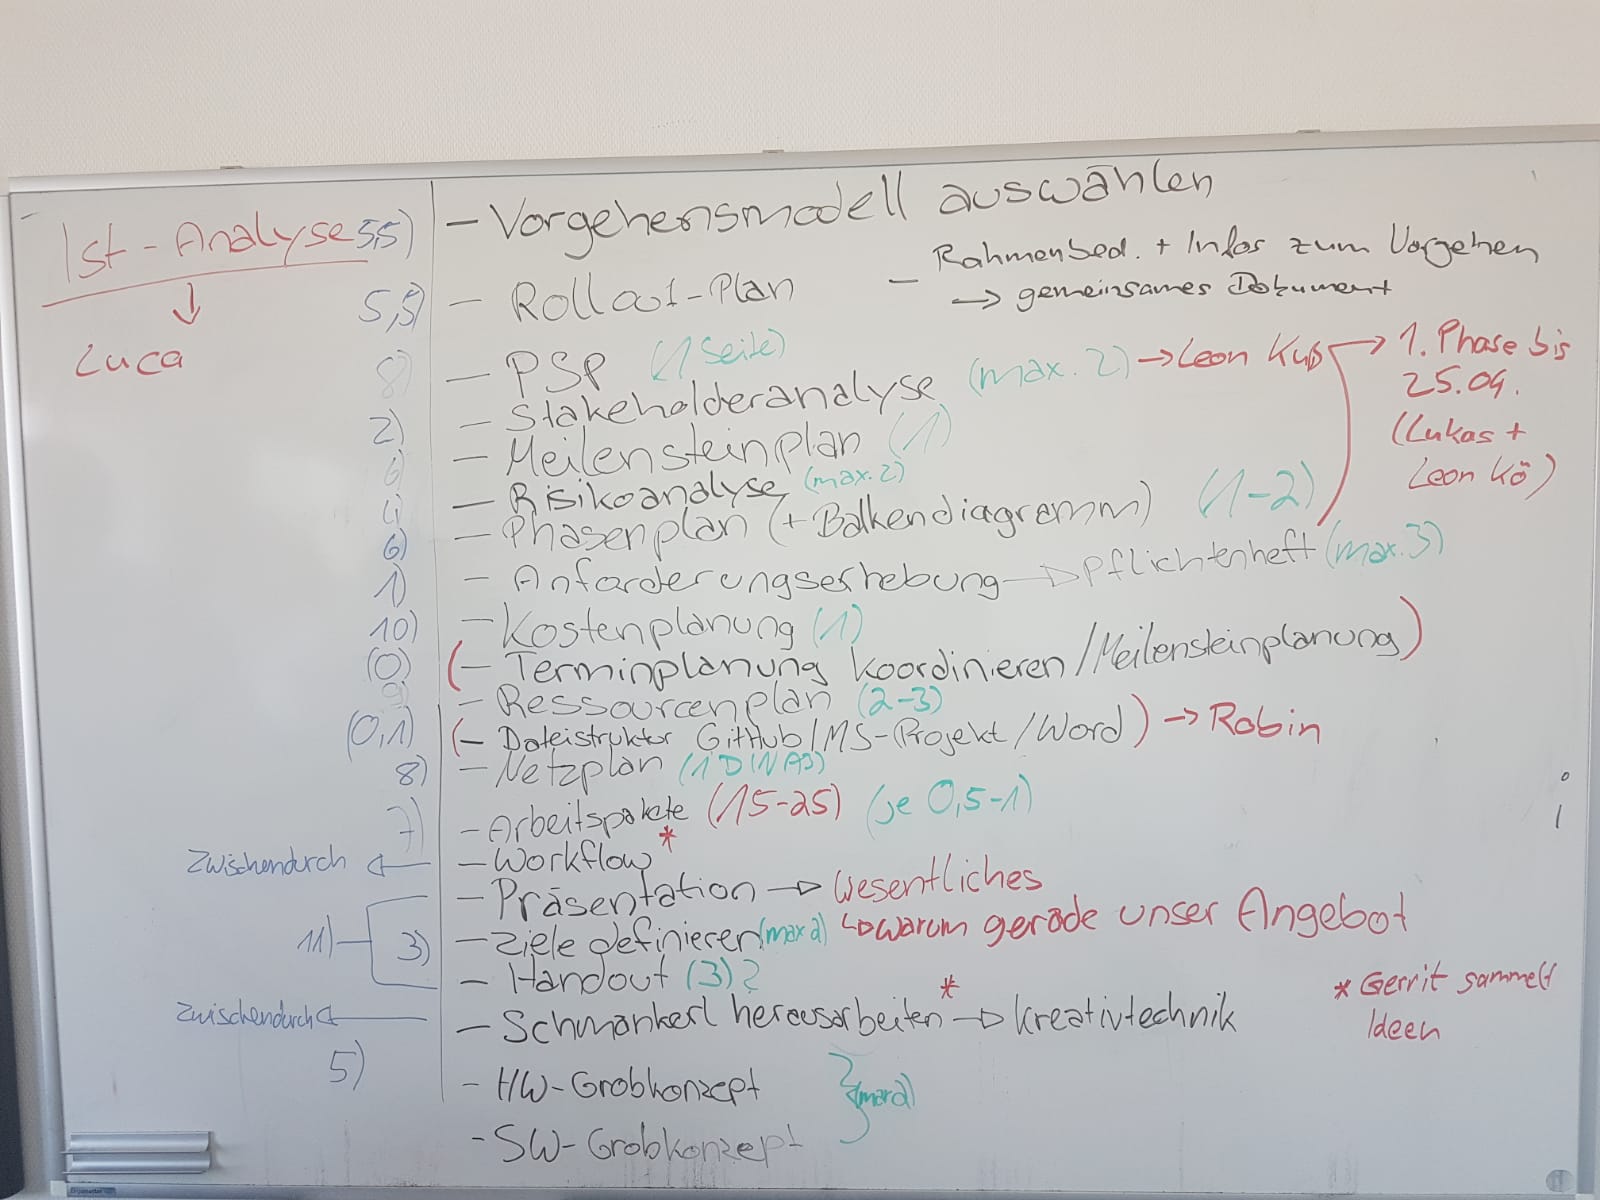 Ist-Analyse 5,5) - Vorgehensmodell auswählen
↓
Luca
- Rahmenbed. + Infos zum Vorgehen
→ gemeinsames Dokument
5,5) - Rollout-Plan
8) - PSP (1 Seite)
2) - Stakeholderanalyse (max. 2) → Leon Kuß → 1. Phase bis
25.09.
(Lukas +
Leon Kö)
6) - Meilensteinplan (1)
4) - Risikoanalyse (max. 2)
6) - Phasenplan (+ Balkendiagramm) (1-2)
1) - Anforderungserhebung → Pflichtenheft (max. 3)
10) - Kostenplanung (1)
(0) (- Terminplanung koordinieren / Meilensteinplanung)
9) - Ressourcenplan (2-3)
(0,1) (- Dateistruktur GitHub / MS-Projekt / Word) → Robin
8) - Netzplan (1 DIN A3)
7) - Arbeitspakete (15-25) (je 0,5-1)
Zwischendurch ← - Workflow *
- Präsentation → Wesentliches
↳ warum gerade unser Angebot
11) 3) - Ziele definieren (max 2)
- Handout (3)?
Zwischendurch ← - Schmankerl herausarbeiten * → Kreativtechnik
* Gerrit sammelt
Ideen
5) - HW-Grobkonzept
- SW-Grobkonzept